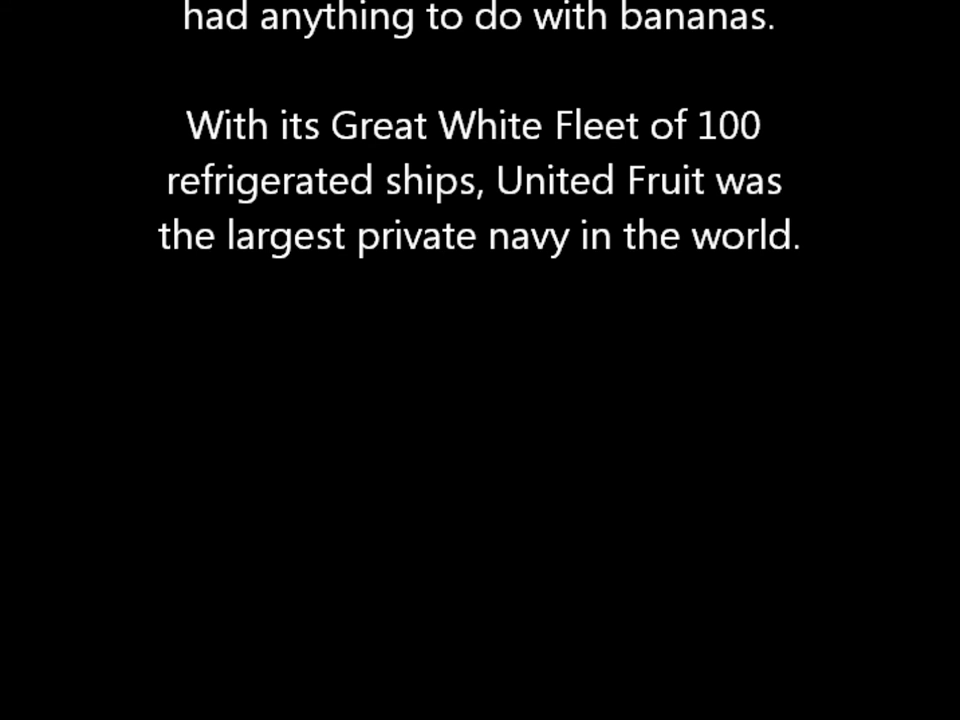 had anything to do with bananas.
With its Great White Fleet of 100
refrigerated ships, United Fruit was
the largest private navy in the world.